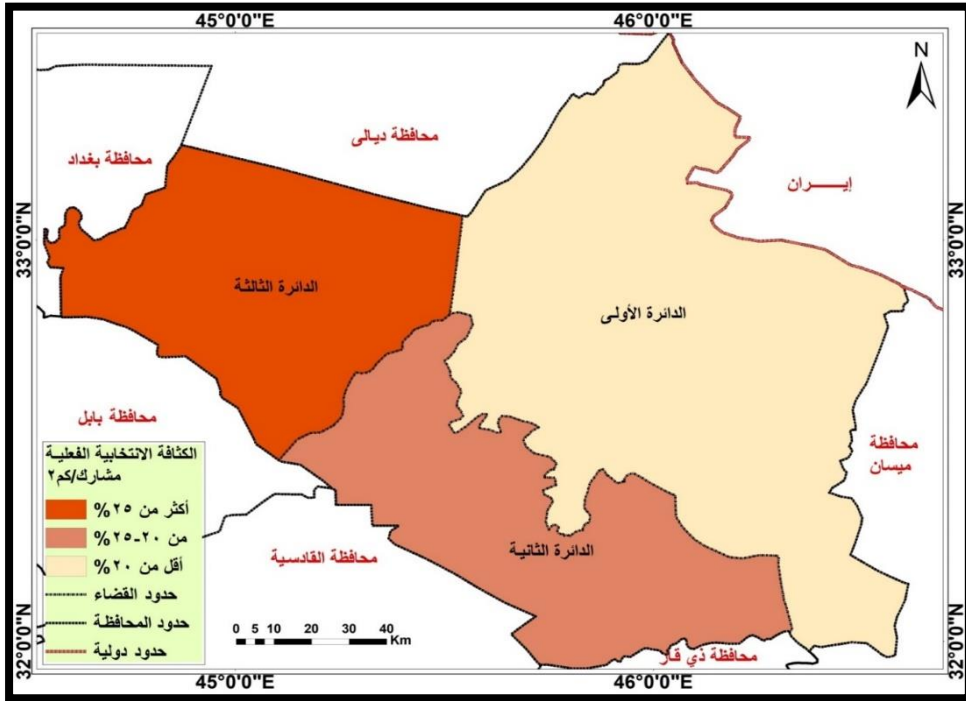 45°0'0"E
46°0'0"E
N
محافظة ديالى
محافظة بغداد
إيـــــــران
33°0'0"N
33°0'0"N
الدائرة الثالثة
الدائرة الأولى
محافظة بابل
محافظة
ميسان
الكثافة الانتخابية الفعلية
مشارك/كم٢
أكثر من ٢٥%
من ٢٠-٢٥%
أقل من ٢٠%
حدود القضاء
حدود المحافظة
حدود دولية
الدائرة الثانية
محافظة القادسية
0 5 10 20 30 40
Km
محافظة ذي قار
32°0'0"N
32°0'0"N
45°0'0"E
46°0'0"E